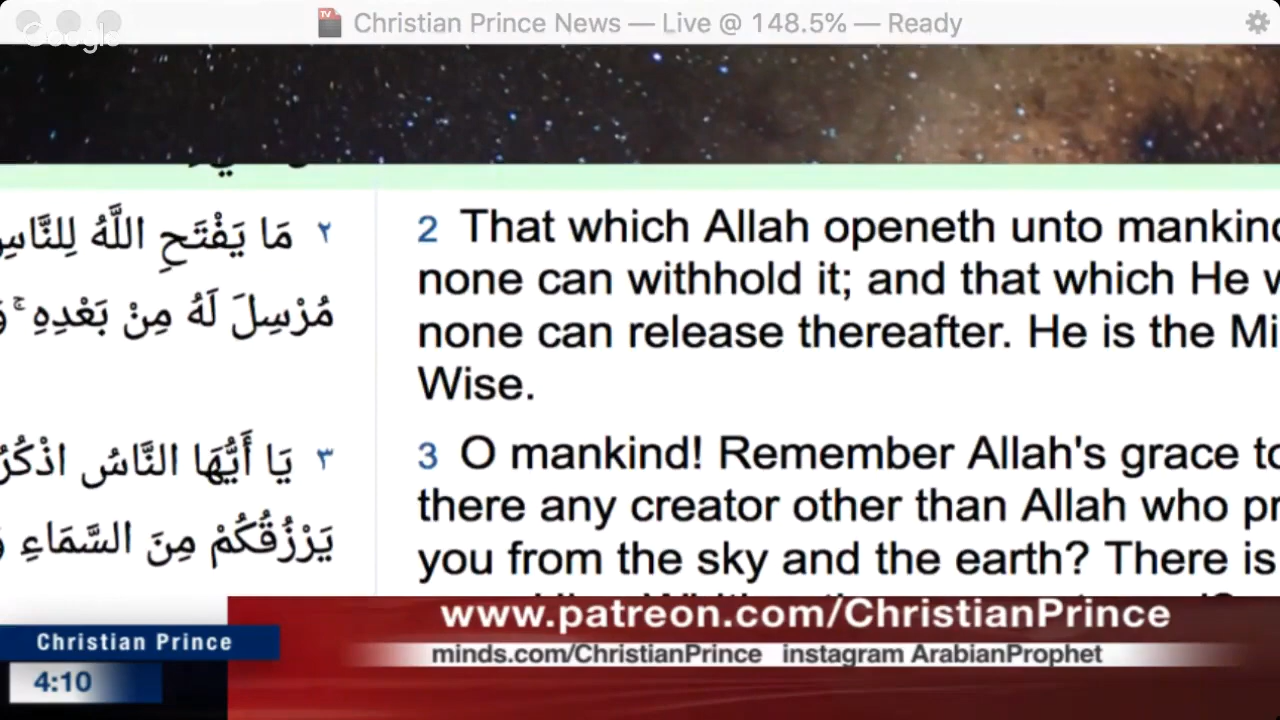 Christian Prince News — Live @ 148.5% — Ready
Google
٢ مَا يَفْتَحِ اللَّهُ لِلنَّاسِ
مُرْسِلَ لَهُ مِنْ بَعْدِهِ ۚ
2 That which Allah openeth unto mankind
none can withhold it; and that which He
none can release thereafter. He is the
Wise.
٣ يَا أَيُّهَا النَّاسُ
يَرْزُقُكُمْ مِنَ السَّمَاءِ
3 O mankind! Remember Allah's grace
there any creator other than Allah who
you from the sky and the earth? There is
www.patreon.com/ChristianPrince
minds.com/ChristianPrince instagram ArabianProphet
Christian Prince
4:10